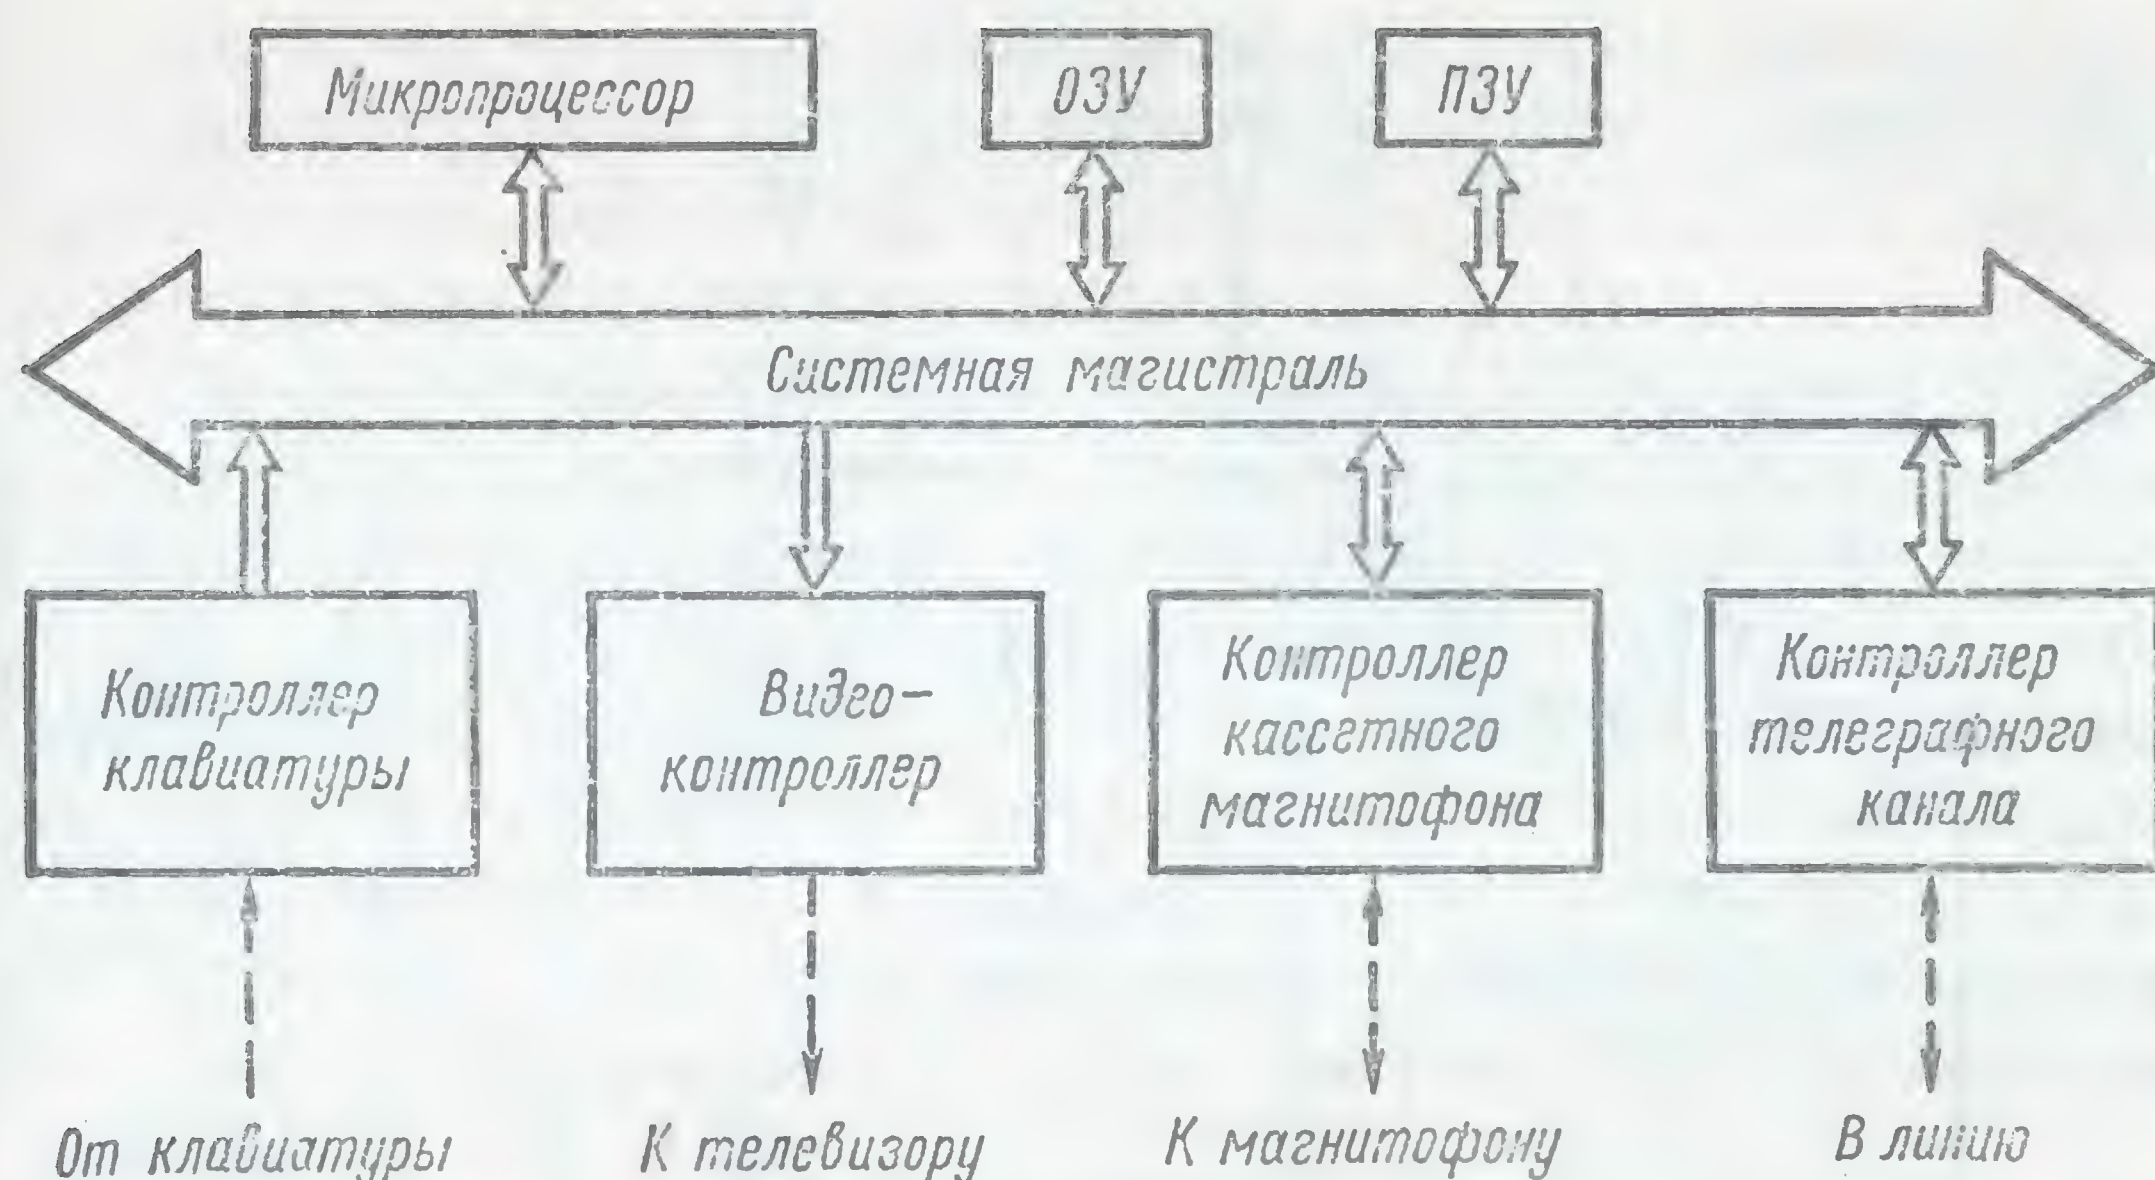 Микропроцессор
ОЗУ
ПЗУ
Системная магистраль
Контроллер
клавиатуры
Видео-
контроллер
Контроллер
кассетного
магнитофона
Контроллер
телеграфного
канала
От клавиатуры
К телевизору
К магнитофону
В линию